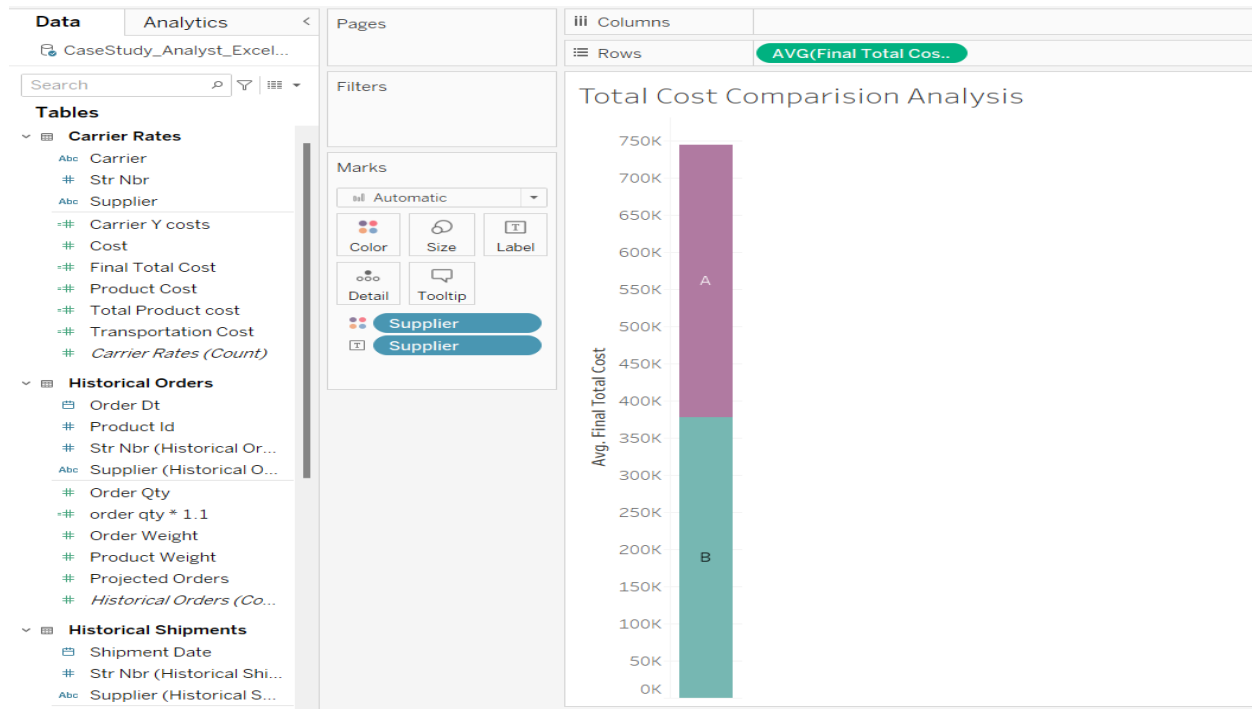 Data
Analytics
<
CaseStudy_Analyst_Excel...
Search
Tables
Carrier Rates
Abc Carrier
# Str Nbr
Abc Supplier
=# Carrier Y costs
# Cost
=# Final Total Cost
=# Product Cost
=# Total Product cost
=# Transportation Cost
# Carrier Rates (Count)
Historical Orders
Order Dt
# Product Id
# Str Nbr (Historical Or...
Abc Supplier (Historical O...
# Order Qty
=# order qty * 1.1
# Order Weight
# Product Weight
# Projected Orders
# Historical Orders (Co...
Historical Shipments
Shipment Date
# Str Nbr (Historical Shi...
Abc Supplier (Historical S...
Pages
Filters
Marks
Automatic
Color
Size
T
Label
Detail
Tooltip
Supplier
T Supplier
iii Columns
Rows
AVG(Final Total Cos..
Total Cost Comparision Analysis
Avg. Final Total Cost
750K
700K
650K
600K
550K
500K
450K
400K
350K
300K
250K
200K
150K
100K
50K
0K
A
B